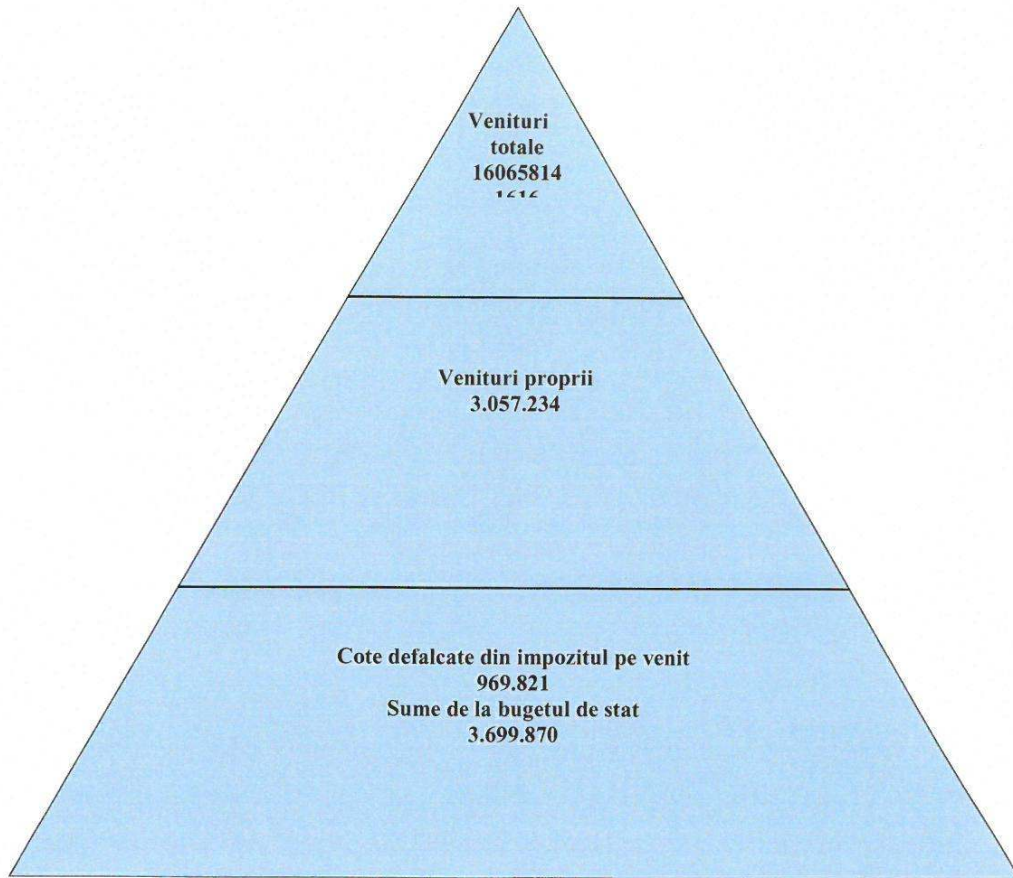 Venituri
totale
16065814
Venituri proprii
3.057.234
Cote defalcate din impozitul pe venit
969.821
Sume de la bugetul de stat
3.699.870